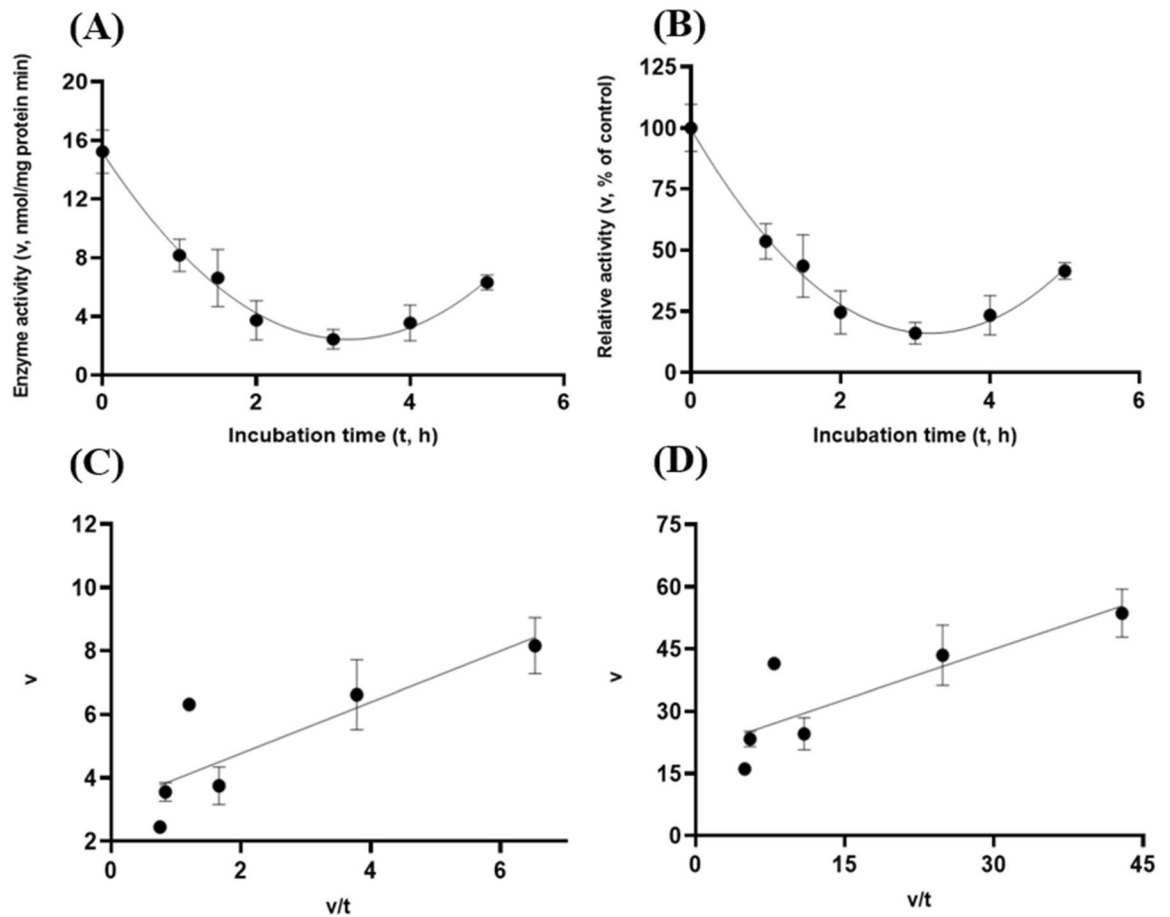 (A)
Enzyme activity (v, nmol/mg protein min)
20
16
12
8
4
0
0 2 4 6
Incubation time (t, h)
(B)
Relative activity (v, % of control)
125
100
75
50
25
0
0 2 4 6
Incubation time (t, h)
(C)
v
12
10
8
6
4
2
0 2 4 6
v/t
(D)
v
75
60
45
30
15
0
0 15 30 45
v/t